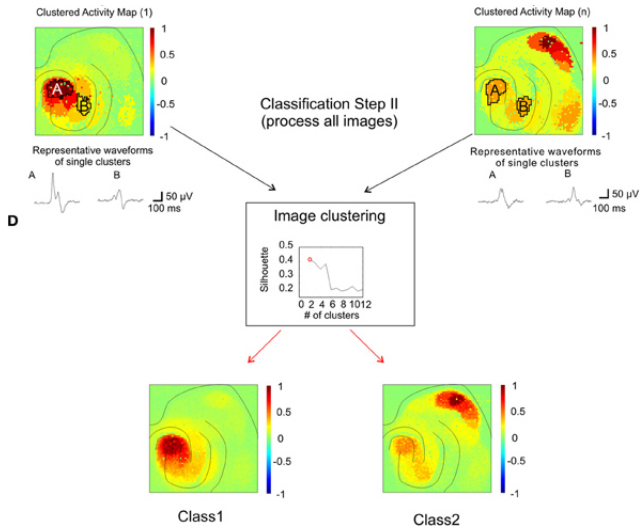 Clustered Activity Map (1)
Clustered Activity Map (n)
1
0.5
0
-0.5
-1
A
B
1
0.5
0
-0.5
-1
A
B
Classification Step II
(process all images)
Representative waveforms
of single clusters
A B
50 µV
100 ms
Representative waveforms
of single clusters
A B
50 µV
100 ms
D
Image clustering
Silhouette
0.5
0.4
0.3
0.2
0 2 4 6 8 10 12
# of clusters
1
0.5
0
-0.5
-1
1
0.5
0
-0.5
-1
Class1
Class2